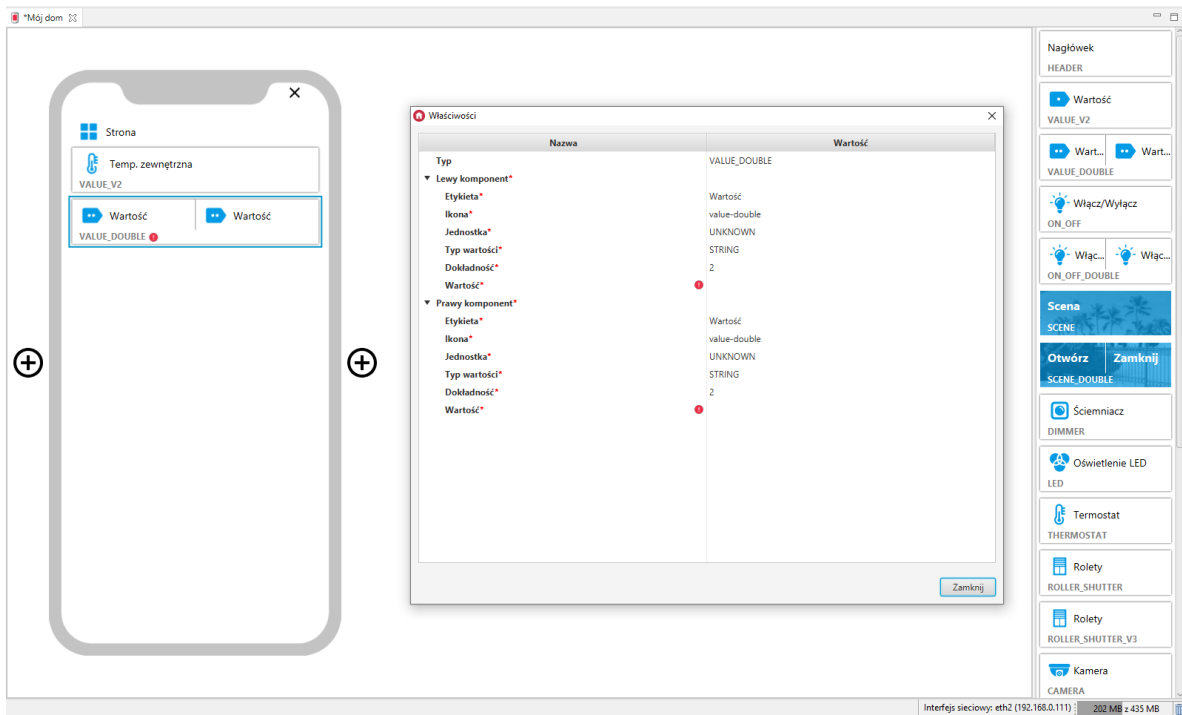 *Mój dom
Strona
Temp. zewnętrzna
VALUE_V2
Wartość Wartość
VALUE_DOUBLE
Właściwości
Nazwa Wartość
Typ VALUE_DOUBLE
Lewy komponent*
Etykieta* Wartość
Ikona* value-double
Jednostka* UNKNOWN
Typ wartości* STRING
Dokładność* 2
Wartość*
Prawy komponent*
Etykieta* Wartość
Ikona* value-double
Jednostka* UNKNOWN
Typ wartości* STRING
Dokładność* 2
Wartość*
Zamknij
Nagłówek
HEADER
Wartość
VALUE_V2
Wart... Wart...
VALUE_DOUBLE
Włącz/Wyłącz
ON_OFF
Włąc... Włąc...
ON_OFF_DOUBLE
Scena
SCENE
Otwórz Zamknij
SCENE_DOUBLE
Ściemniacz
DIMMER
Oświetlenie LED
LED
Termostat
THERMOSTAT
Rolety
ROLLER_SHUTTER
Rolety
ROLLER_SHUTTER_V3
Kamera
CAMERA
Interfejs sieciowy: eth2 (192.168.0.111) 202 MB z 435 MB